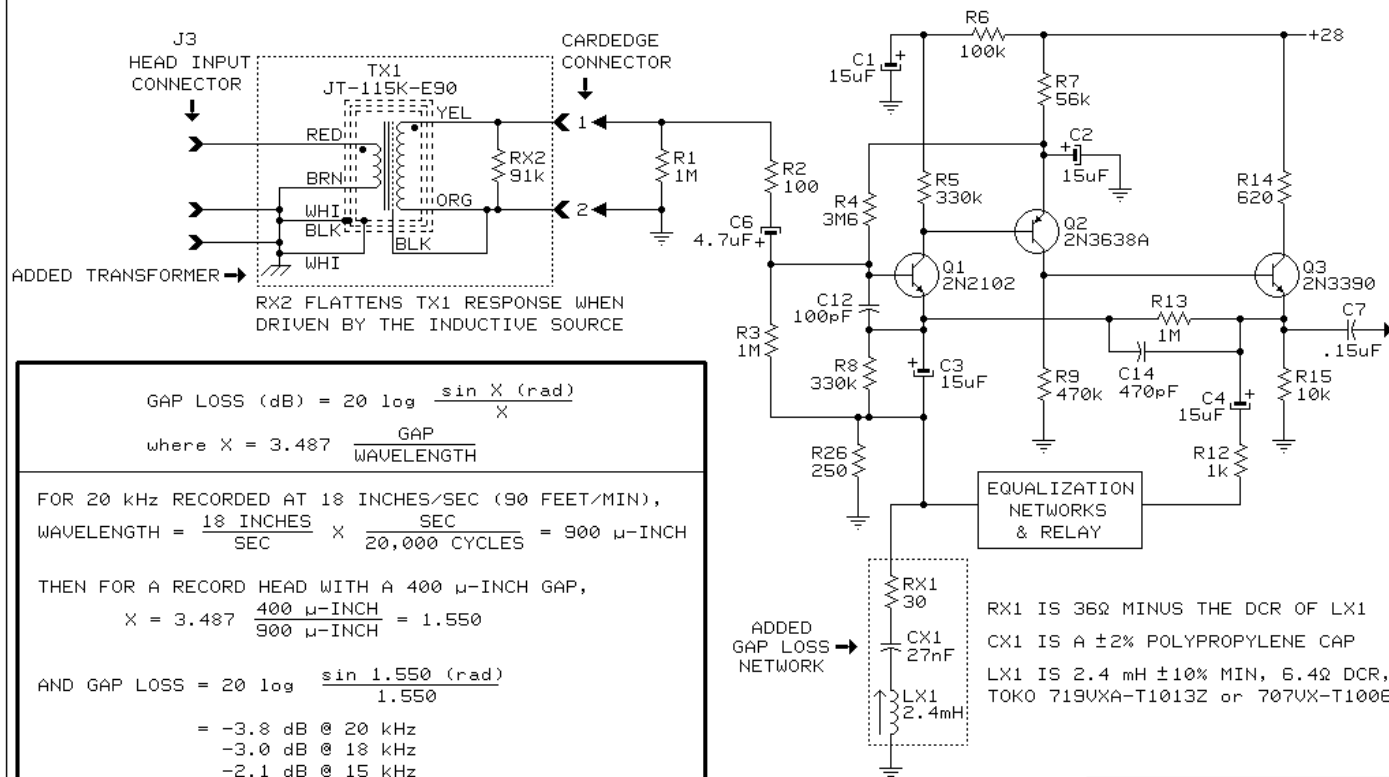 J3
HEAD INPUT
CONNECTOR
TX1
JT-115K-E90
CARDEDGE
CONNECTOR
RED
BRN
WHI
BLK
WHI
YEL
ORG
BLK
RX2
91k
1
2
R1
1M
ADDED TRANSFORMER
RX2 FLATTENS TX1 RESPONSE WHEN
DRIVEN BY THE INDUCTIVE SOURCE
R2
100
C6
4.7uF+
R3
1M
R4
3M6
C12
100pF
R8
330k
R26
250
C1
15uF
+
R6
100k
R5
330k
Q1
2N2102
C3
15uF
+
R7
56k
C2
+
15uF
Q2
2N3638A
R9
470k
+28
R14
620
Q3
2N3390
R13
1M
C14
470pF
C4
15uF
+
R12
1k
C7
.15uF
R15
10k
EQUALIZATION
NETWORKS
& RELAY
ADDED
GAP LOSS
NETWORK
RX1
30
CX1
27nF
LX1
2.4mH
RX1 IS 36Ω MINUS THE DCR OF LX1
CX1 IS A ±2% POLYPROPYLENE CAP
LX1 IS 2.4 mH ±10% MIN, 6.4Ω DCR,
TOKO 719VXA-T1013Z or 707VX-T1006
GAP LOSS (dB) = 20 log sin X (rad)
X
where X = 3.487 GAP
WAVELENGTH
FOR 20 kHz RECORDED AT 18 INCHES/SEC (90 FEET/MIN),
WAVELENGTH = 18 INCHES X SEC = 900 µ-INCH
SEC 20,000 CYCLES
THEN FOR A RECORD HEAD WITH A 400 µ-INCH GAP,
X = 3.487 400 µ-INCH = 1.550
900 µ-INCH
AND GAP LOSS = 20 log sin 1.550 (rad)
1.550
= -3.8 dB @ 20 kHz
-3.0 dB @ 18 kHz
-2.1 dB @ 15 kHz